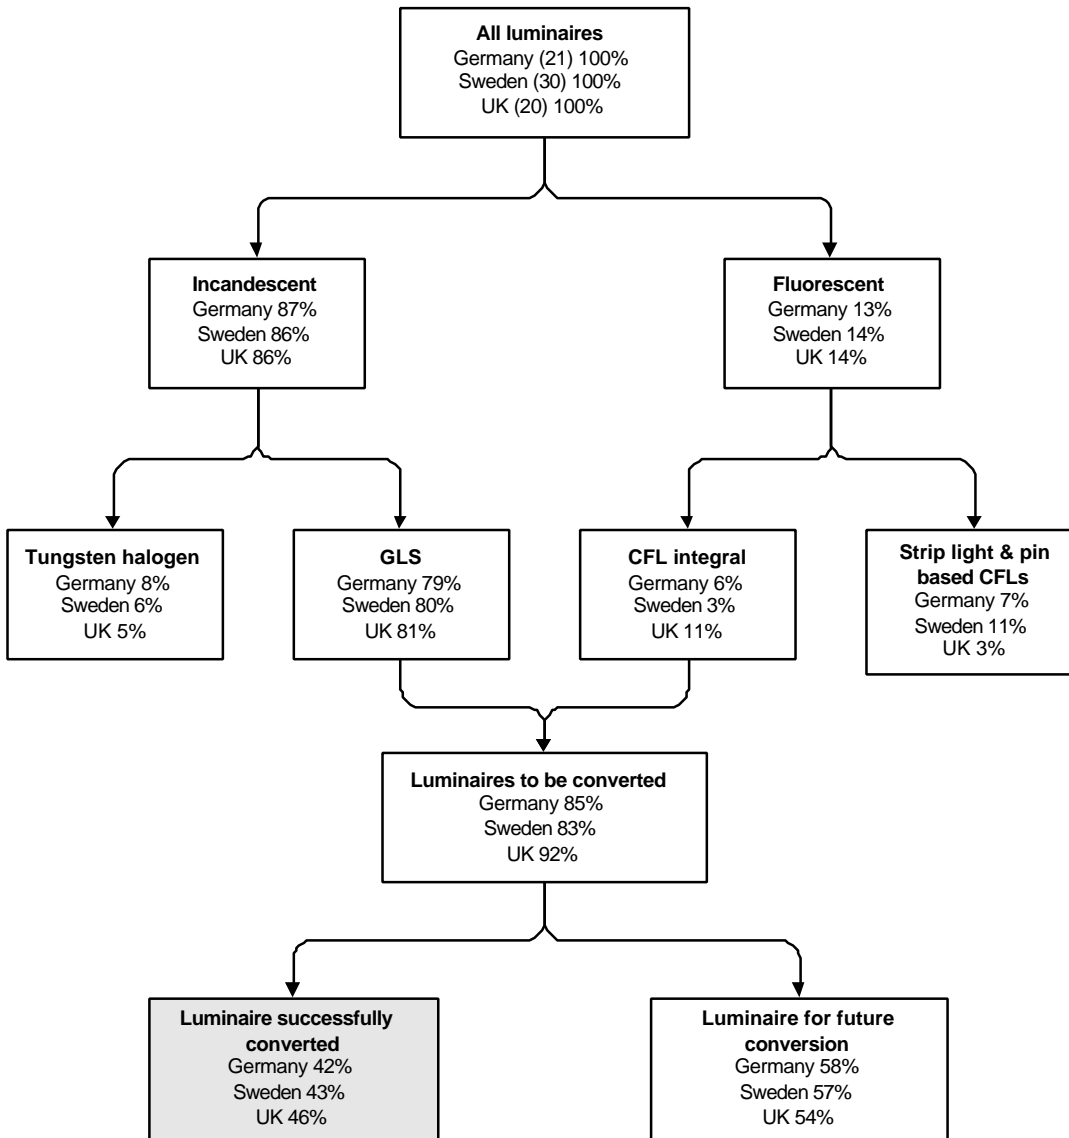 All luminaires
Germany (21) 100%
Sweden (30) 100%
UK (20) 100%
Incandescent
Germany 87%
Sweden 86%
UK 86%
Fluorescent
Germany 13%
Sweden 14%
UK 14%
Tungsten halogen
Germany 8%
Sweden 6%
UK 5%
GLS
Germany 79%
Sweden 80%
UK 81%
CFL integral
Germany 6%
Sweden 3%
UK 11%
Strip light & pin
based CFLs
Germany 7%
Sweden 11%
UK 3%
Luminaires to be converted
Germany 85%
Sweden 83%
UK 92%
Luminaire successfully
converted
Germany 42%
Sweden 43%
UK 46%
Luminaire for future
conversion
Germany 58%
Sweden 57%
UK 54%